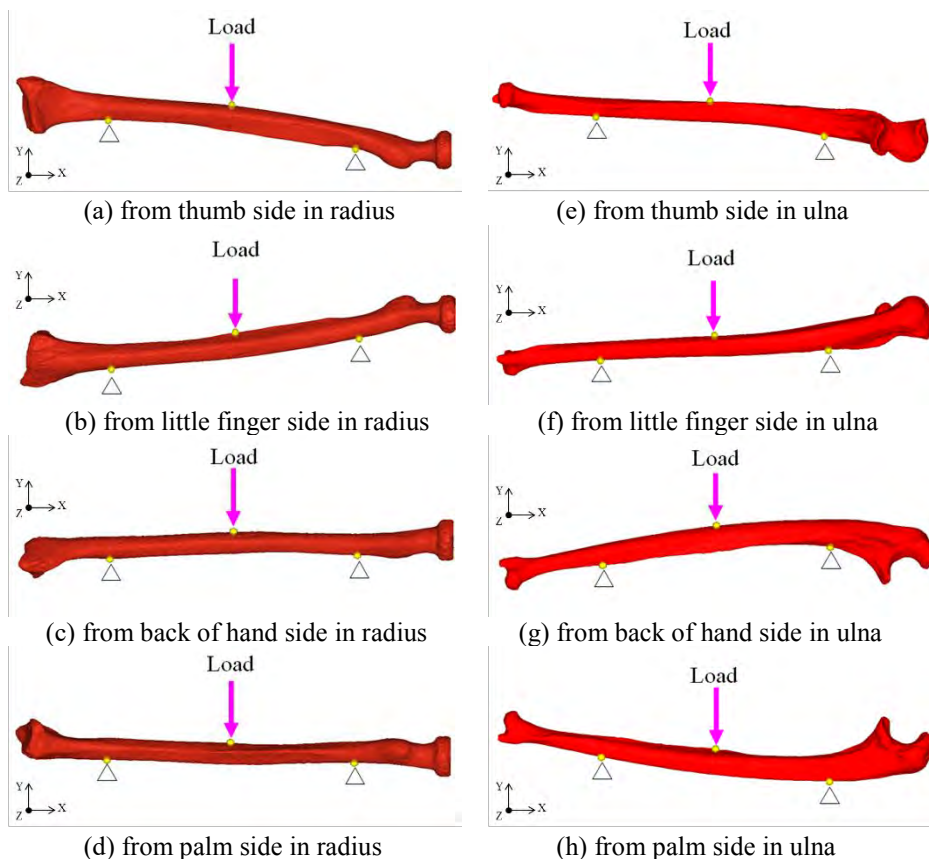 Load
Y
Z X
(a) from thumb side in radius
Load
Y
Z X
(e) from thumb side in ulna
Load
Y
Z X
(b) from little finger side in radius
Load
Y
Z X
(f) from little finger side in ulna
Load
Y
Z X
(c) from back of hand side in radius
Load
Y
Z X
(g) from back of hand side in ulna
Load
Y
Z X
(d) from palm side in radius
Load
Y
Z X
(h) from palm side in ulna